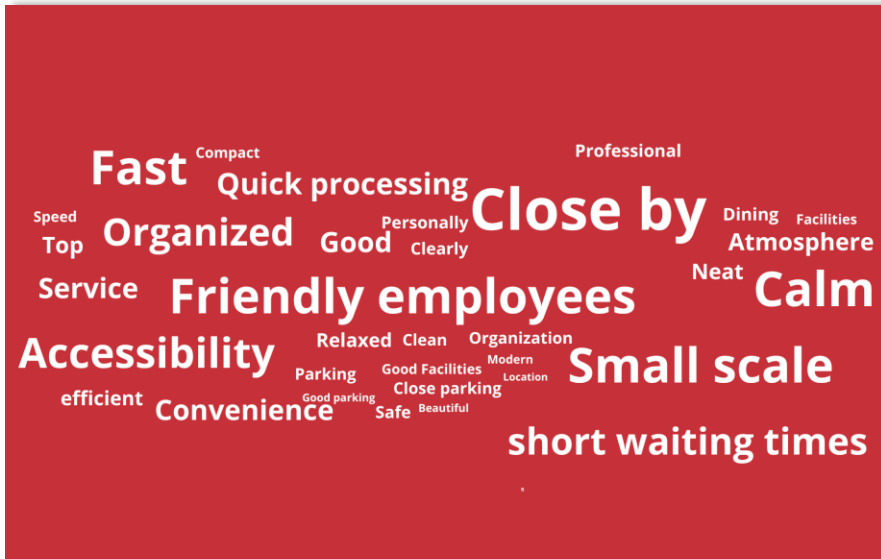 Professional
Compact
Fast
Quick processing
Close by
Speed
Personally
Dining
Facilities
Organized
Good
Top
Clearly
Atmosphere
Neat
Service
Friendly employees
Calm
Relaxed
Clean
Organization
Accessibility
Modern
Small scale
Parking
Good Facilities
Location
Close parking
efficient
Good parking
Convenience
Safe
Beautiful
short waiting times